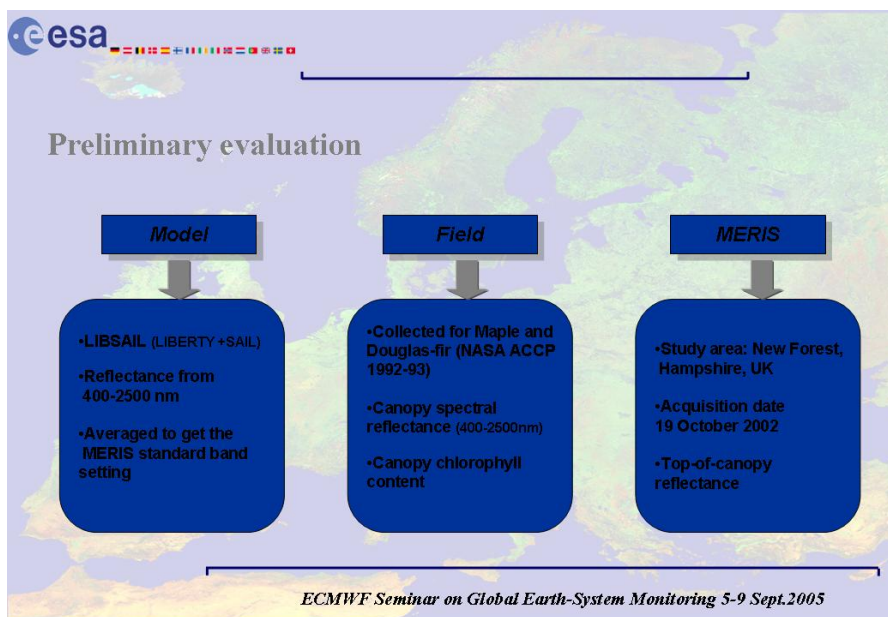 esa
Preliminary evaluation
Model
•LIBSAIL (LIBERTY +SAIL)
•Reflectance from
400-2500 nm
•Averaged to get the
MERIS standard band
setting
Field
•Collected for Maple and
Douglas-fir (NASA ACCP
1992-93)
•Canopy spectral
reflectance (400-2500nm)
•Canopy chlorophyll
content
MERIS
•Study area: New Forest,
Hampshire, UK
•Acquisition date
19 October 2002
•Top-of-canopy
reflectance
ECMWF Seminar on Global Earth-System Monitoring 5-9 Sept.2005